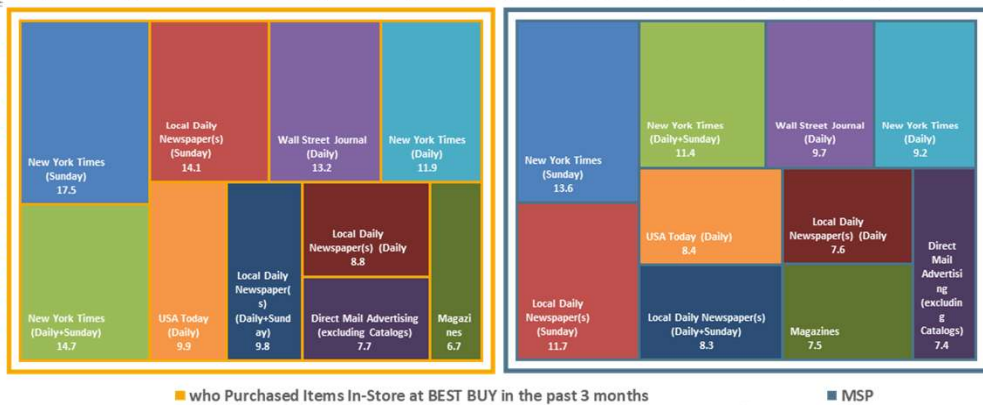 New York Times
(Sunday)
17.5
Local Daily
Newspaper(s)
(Sunday)
14.1
Wall Street Journal
(Daily)
13.2
New York Times
(Daily)
11.9
New York Times
(Daily+Sunday)
14.7
USA Today
(Daily)
9.9
Local Daily
Newspaper(
s)
(Daily+Sund
ay)
9.8
Local Daily
Newspaper(s) (Daily
8.8
Direct Mail Advertising
(excluding Catalogs)
7.7
Magazi
nes
6.7
New York Times
(Sunday)
13.6
New York Times
(Daily+Sunday)
11.4
Wall Street Journal
(Daily)
9.7
New York Times
(Daily)
9.2
Local Daily
Newspaper(s)
(Sunday)
11.7
USA Today (Daily)
8.4
Local Daily
Newspaper(s) (Daily
7.6
Local Daily Newspaper(s)
(Daily+Sunday)
8.3
Magazines
7.5
Direct
Mail
Advertisi
ng
(excludin
g
Catalogs)
7.4
who Purchased Items In-Store at BEST BUY in the past 3 months
MSP